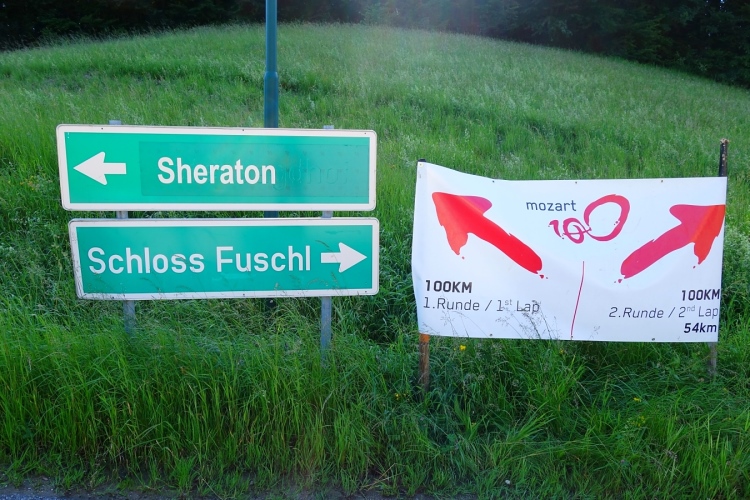 Sheraton
Schloss Fuschl
mozart 100
100KM
1.Runde / 1st Lap
100KM
2.Runde / 2nd Lap
54km